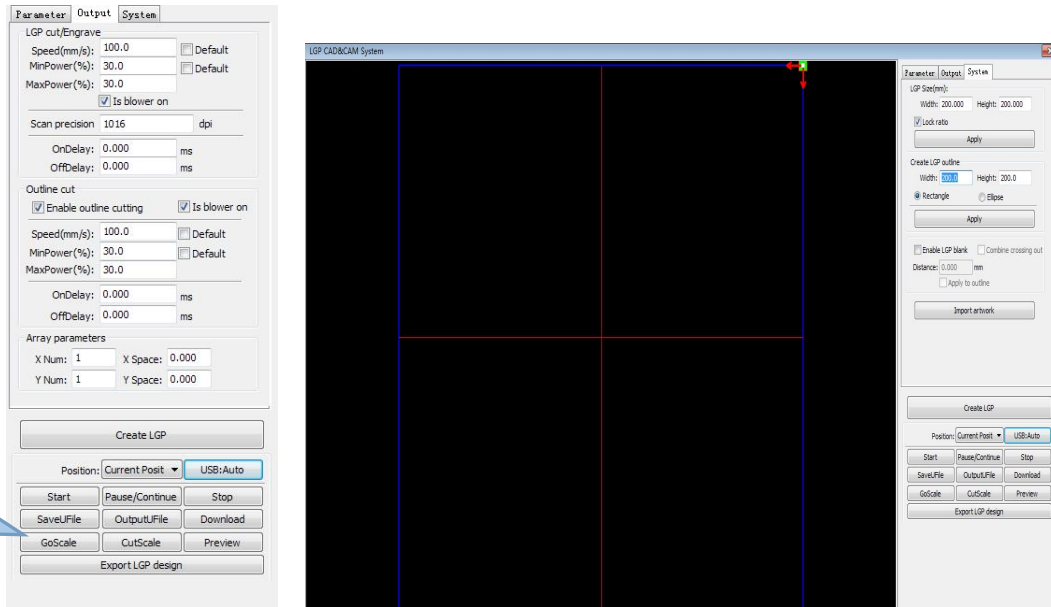 Parameter Output System
LGP cut/Engrave
Speed(mm/s): 100.0 Default
MinPower(%): 30.0 Default
MaxPower(%): 30.0
Is blower on
Scan precision 1016 dpi
OnDelay: 0.000 ms
OffDelay: 0.000 ms
Outline cut
Enable outline cutting Is blower on
Speed(mm/s): 100.0 Default
MinPower(%): 30.0 Default
MaxPower(%): 30.0
OnDelay: 0.000 ms
OffDelay: 0.000 ms
Array parameters
X Num: 1 X Space: 0.000
Y Num: 1 Y Space: 0.000
Create LGP
Position: Current Posit USB:Auto
Start Pause/Continue Stop
SaveUFile OutputUFile Download
GoScale CutScale Preview
Export LGP design
LGP CAD&CAM System
Parameter Output System
LGP Size(mm):
Width: 200.000 Height: 200.000
Lock ratio
Apply
Create LGP outline
Width: 200.0 Height: 200.0
Rectangle Elipse
Apply
Enable LGP blank Combine crossing out
Distance: 0.000 mm
Apply to outline
Import artwork
Create LGP
Position: Current Posit USB:Auto
Start Pause/Continue Stop
SaveUFile OutputUFile Download
GoScale CutScale Preview
Export LGP design